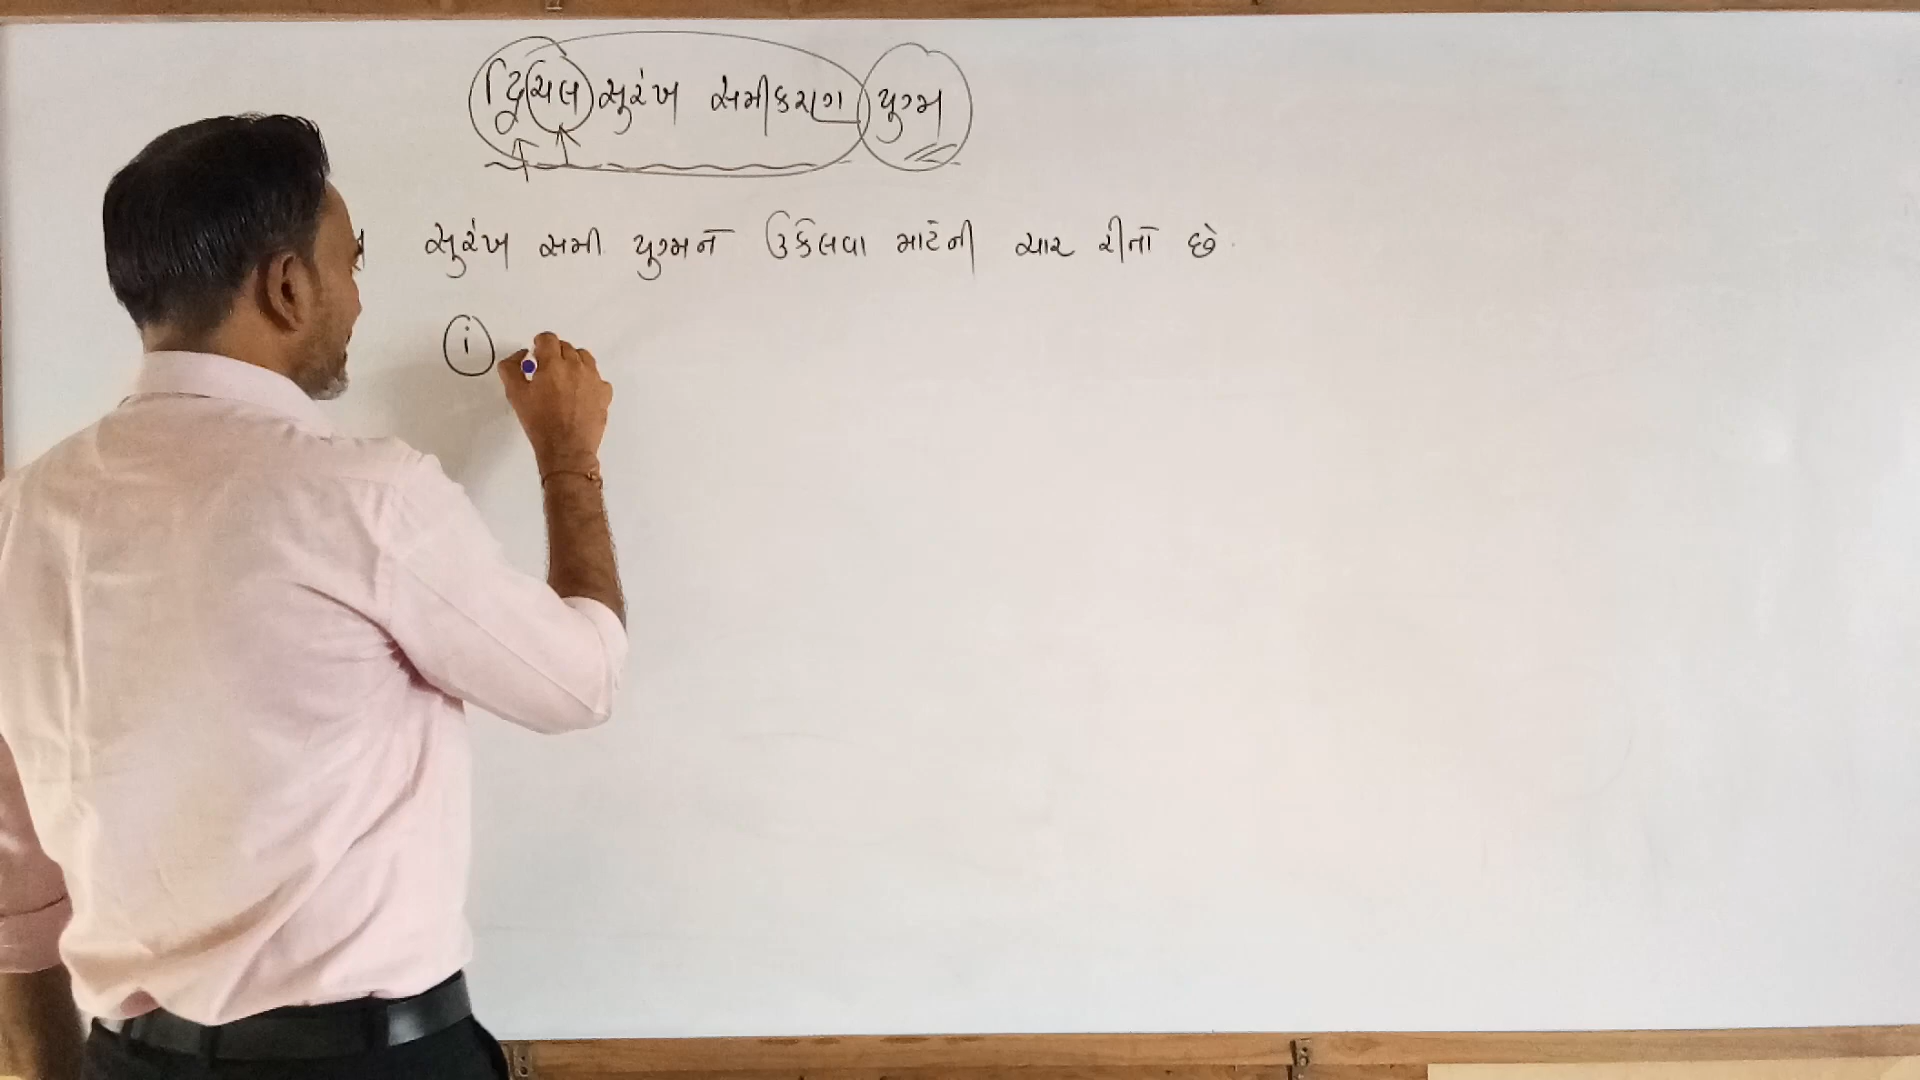 દ્વિચલ સુરેખ સમીકરણ યુગ્મ
સુરેખ સમી યુગ્મને ઉકેલવા માટેની ચાર રીતો છે.
i